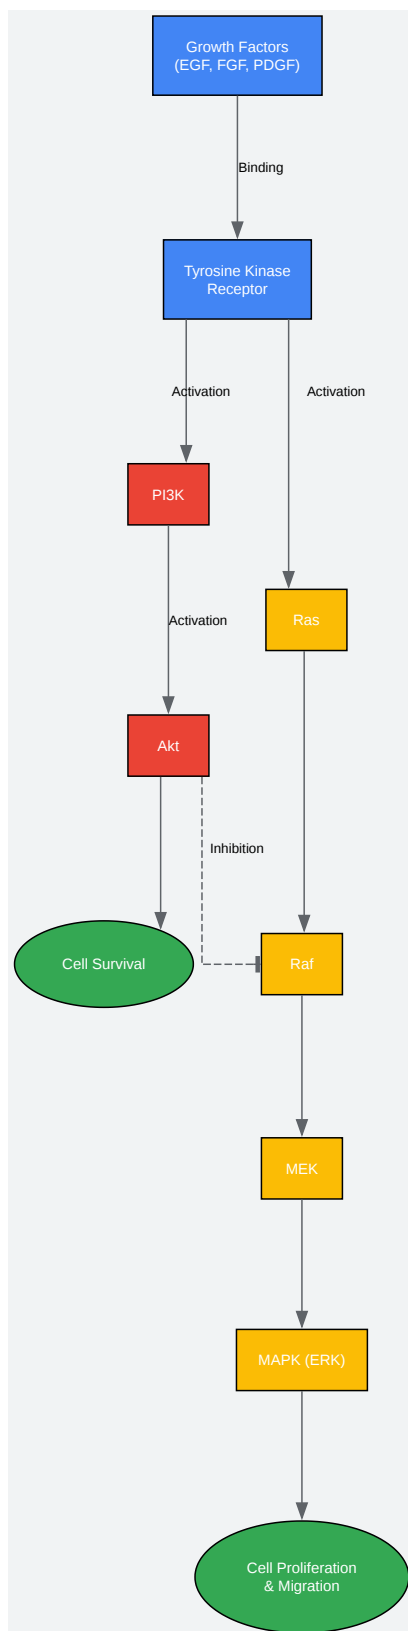 Growth Factors
(EGF, FGF, PDGF)
Binding
Tyrosine Kinase
Receptor
Activation
Activation
PI3K
Activation
Ras
Akt
Inhibition
Cell Survival
Raf
MEK
MAPK (ERK)
Cell Proliferation
& Migration